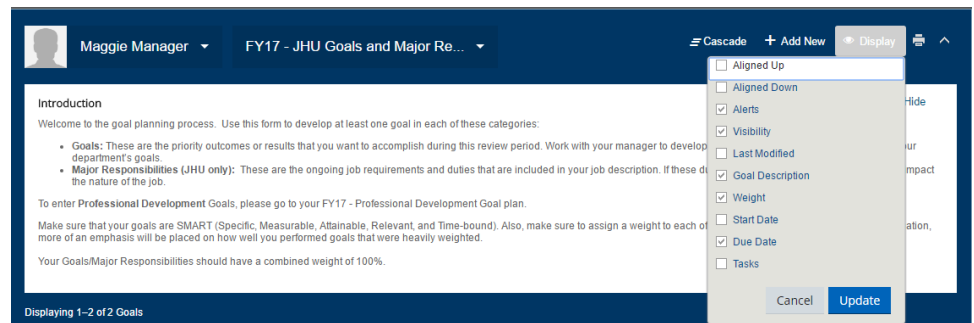 Maggie Manager
FY17 - JHU Goals and Major Re...
Cascade
+ Add New
Display
Aligned Up
Aligned Down
Alerts
Visibility
Last Modified
Goal Description
Weight
Start Date
Due Date
Tasks
Cancel
Update
Hide
Introduction
Welcome to the goal planning process. Use this form to develop at least one goal in each of these categories:
• Goals: These are the priority outcomes or results that you want to accomplish during this review period. Work with your manager to develop
department's goals.
• Major Responsibilities (JHU only): These are the ongoing job requirements and duties that are included in your job description. If these
impact
the nature of the job.
To enter Professional Development Goals, please go to your FY17 - Professional Development Goal plan.
Make sure that your goals are SMART (Specific, Measurable, Attainable, Relevant, and Time-bound). Also, make sure to assign a weight to each of
more of an emphasis will be placed on how well you performed goals that were heavily weighted.
Your Goals/Major Responsibilities should have a combined weight of 100%.
Displaying 1–2 of 2 Goals